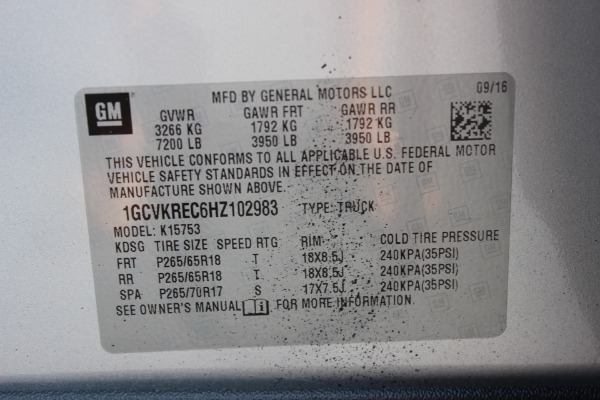 GM
MFD BY GENERAL MOTORS LLC 09/16
GVWR GAWR FRT GAWR RR
3266 KG 1792 KG 1792 KG
7200 LB 3950 LB 3950 LB
THIS VEHICLE CONFORMS TO ALL APPLICABLE U.S. FEDERAL MOTOR
VEHICLE SAFETY STANDARDS IN EFFECT ON THE DATE OF
MANUFACTURE SHOWN ABOVE.
1GCVKREC6HZ102983 TYPE: TRUCK
MODEL: K15753
KDSG TIRE SIZE SPEED RTG RIM COLD TIRE PRESSURE
FRT P265/65R18 T 18X8.5J 240KPA(35PSI)
RR P265/65R18 T 18X8.5J 240KPA(35PSI)
SPA P265/70R17 S 17X7.5J 240KPA(35PSI)
SEE OWNER'S MANUAL i FOR MORE INFORMATION.